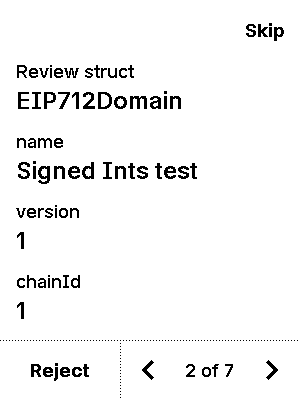 Skip
Review struct
EIP712Domain
name
Signed Ints test
version
1
chainId
1
Reject
2 of 7